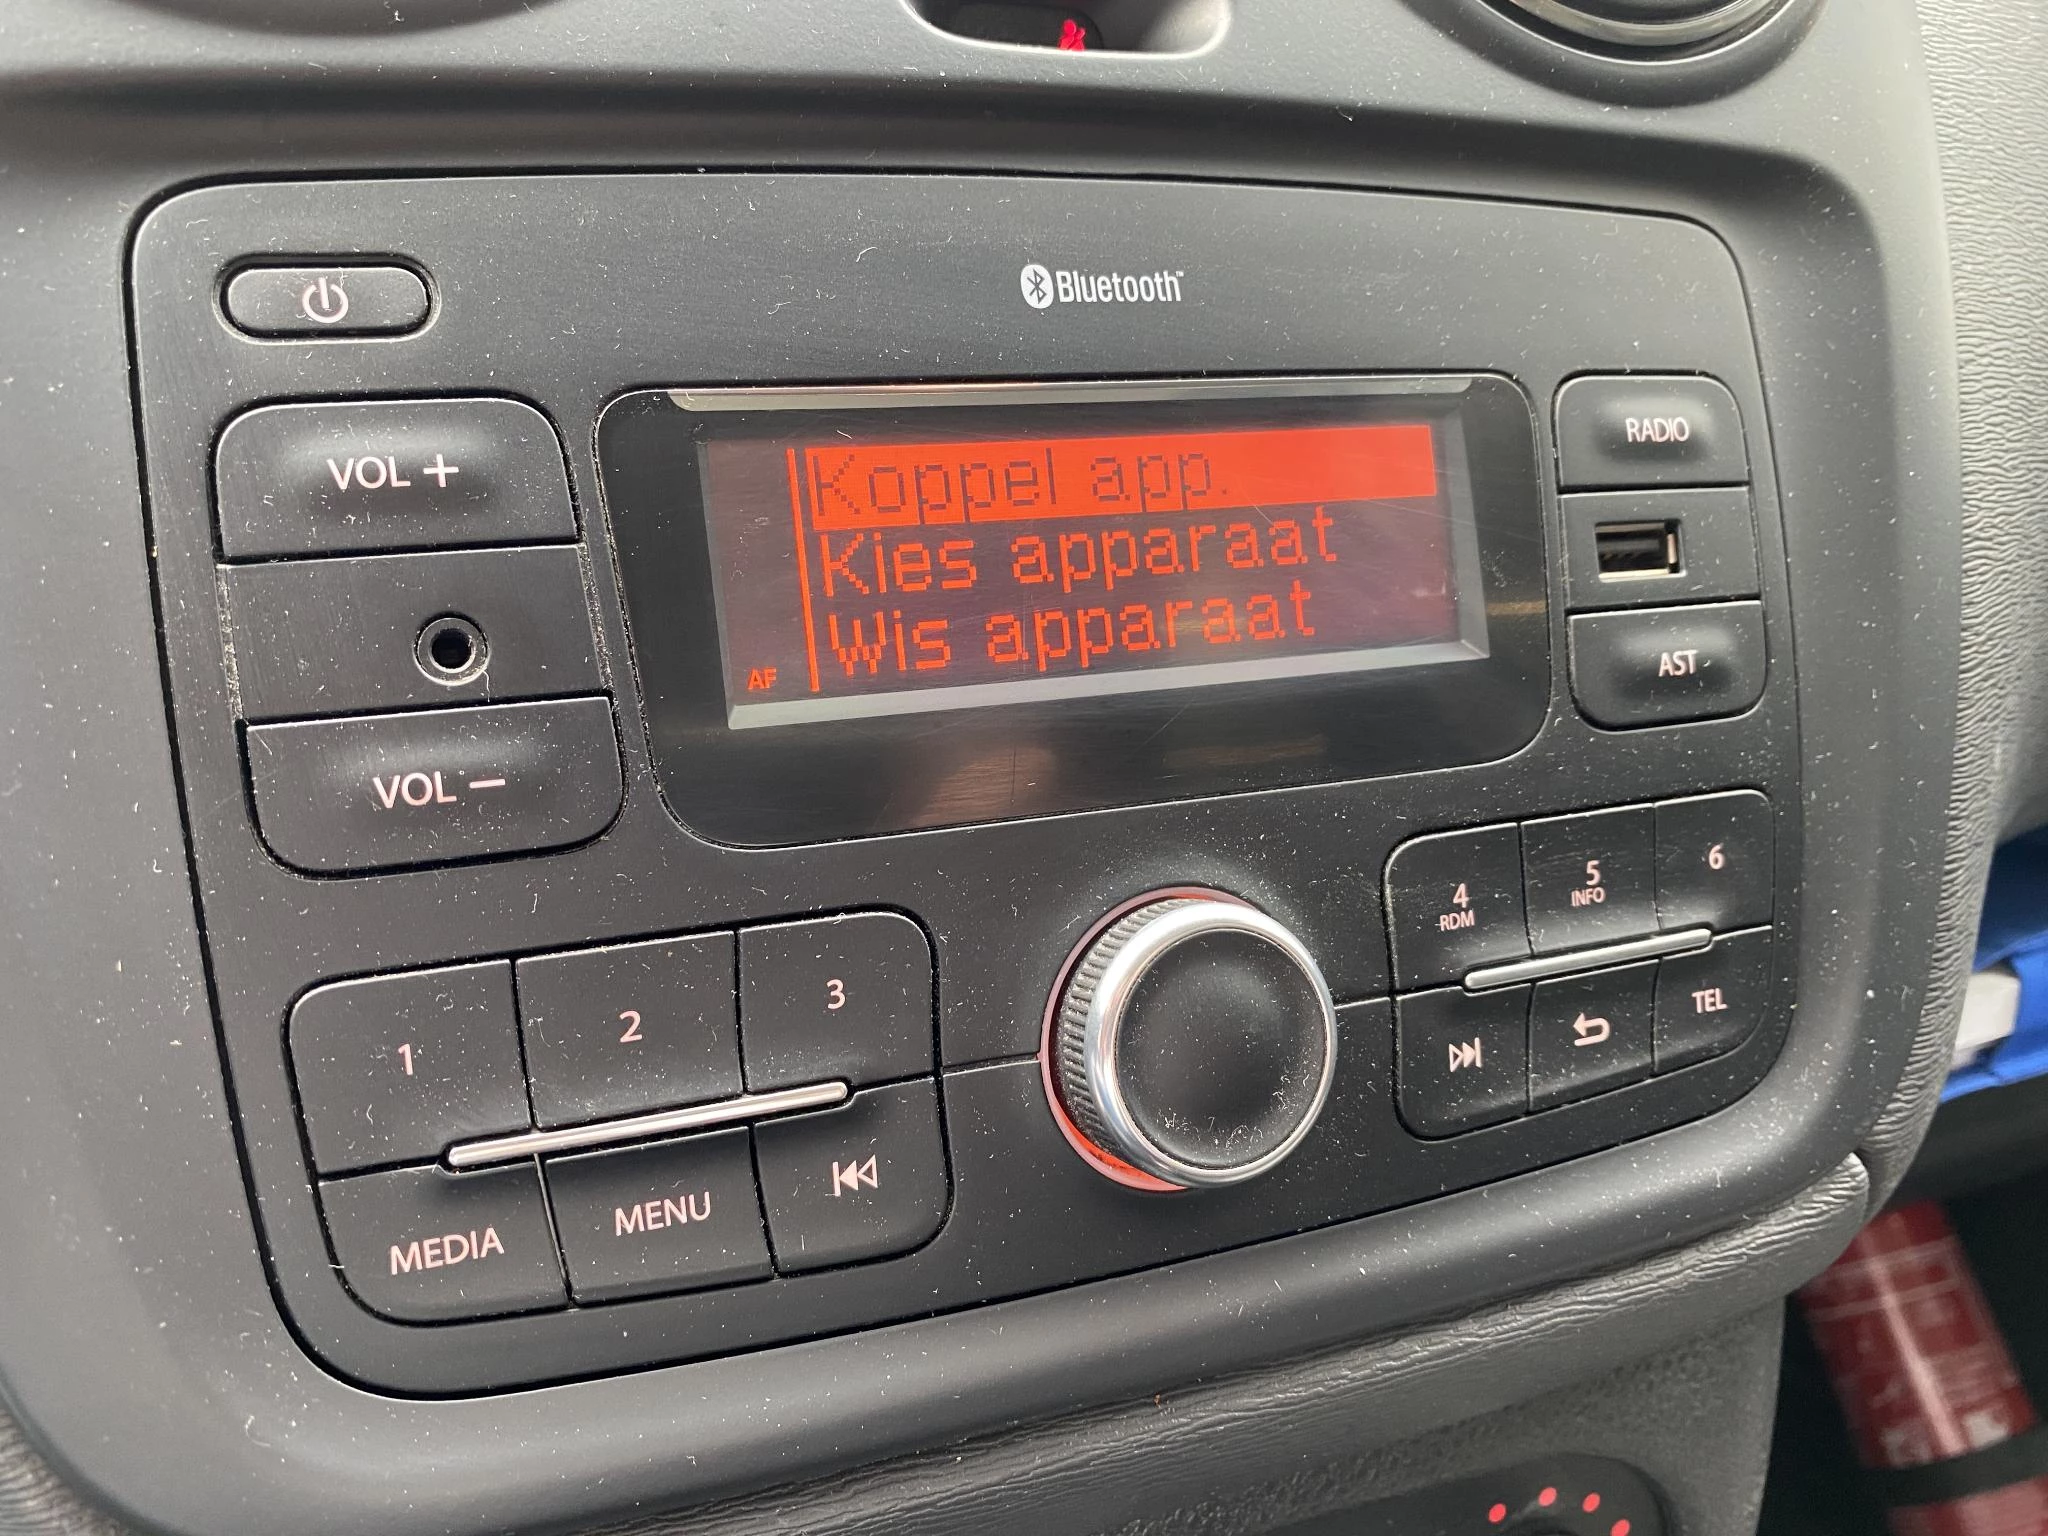 Bluetooth™
VOL +
Koppel app.
Kies apparaat
Wis apparaat
AF
RADIO
AST
VOL −
1
2
3
4
RDM
5
INFO
6
MEDIA
MENU
TEL